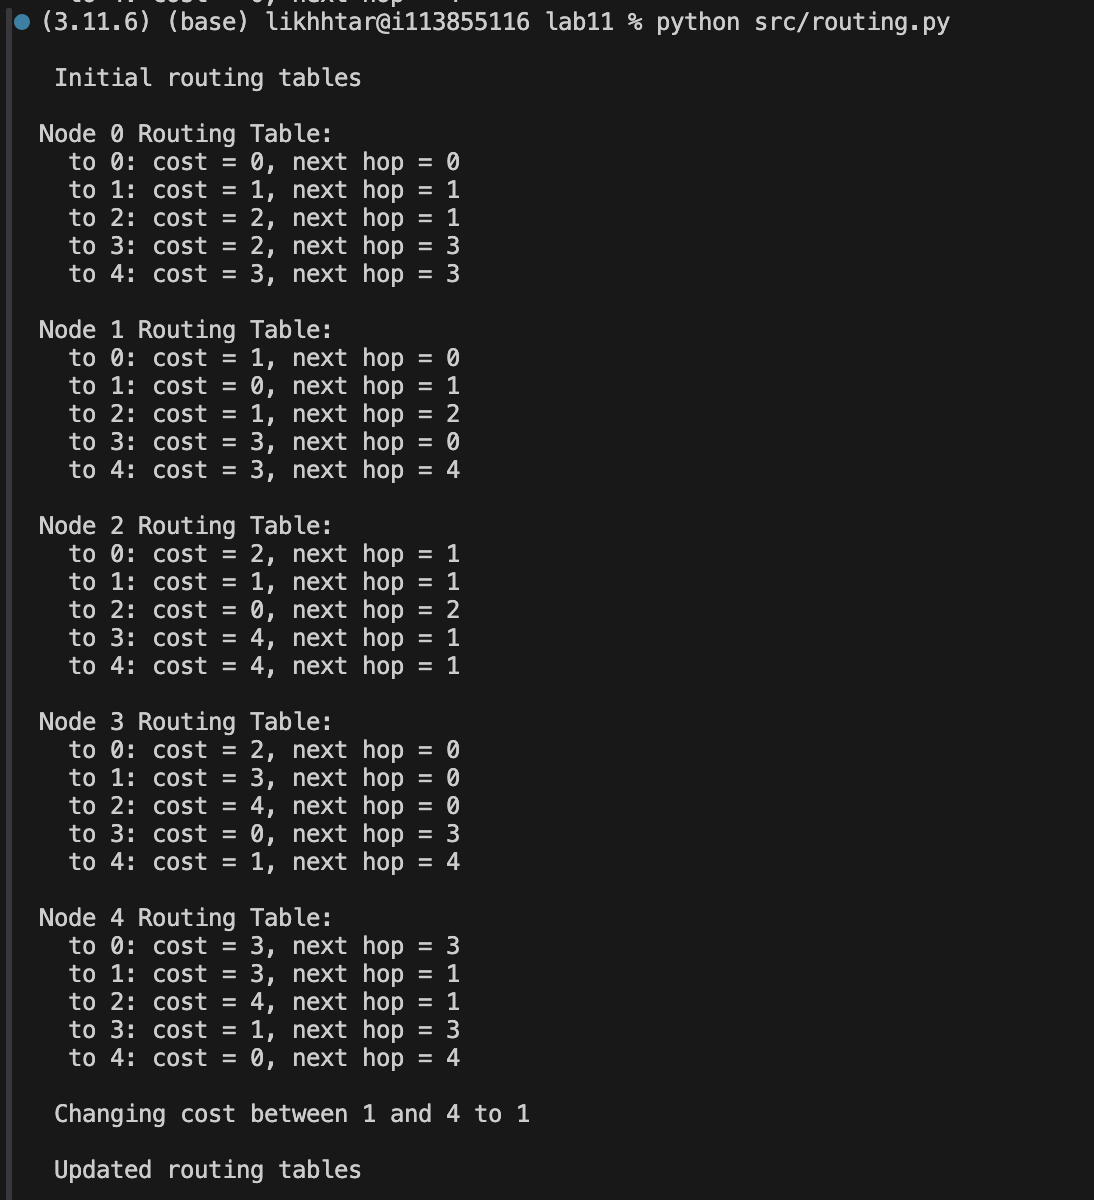 (3.11.6) (base) likhhtar@i113855116 lab11 % python src/routing.py
Initial routing tables
Node 0 Routing Table:
to 0: cost = 0, next hop = 0
to 1: cost = 1, next hop = 1
to 2: cost = 2, next hop = 1
to 3: cost = 2, next hop = 3
to 4: cost = 3, next hop = 3
Node 1 Routing Table:
to 0: cost = 1, next hop = 0
to 1: cost = 0, next hop = 1
to 2: cost = 1, next hop = 2
to 3: cost = 3, next hop = 0
to 4: cost = 3, next hop = 4
Node 2 Routing Table:
to 0: cost = 2, next hop = 1
to 1: cost = 1, next hop = 1
to 2: cost = 0, next hop = 2
to 3: cost = 4, next hop = 1
to 4: cost = 4, next hop = 1
Node 3 Routing Table:
to 0: cost = 2, next hop = 0
to 1: cost = 3, next hop = 0
to 2: cost = 4, next hop = 0
to 3: cost = 0, next hop = 3
to 4: cost = 1, next hop = 4
Node 4 Routing Table:
to 0: cost = 3, next hop = 3
to 1: cost = 3, next hop = 1
to 2: cost = 4, next hop = 1
to 3: cost = 1, next hop = 3
to 4: cost = 0, next hop = 4
Changing cost between 1 and 4 to 1
Updated routing tables